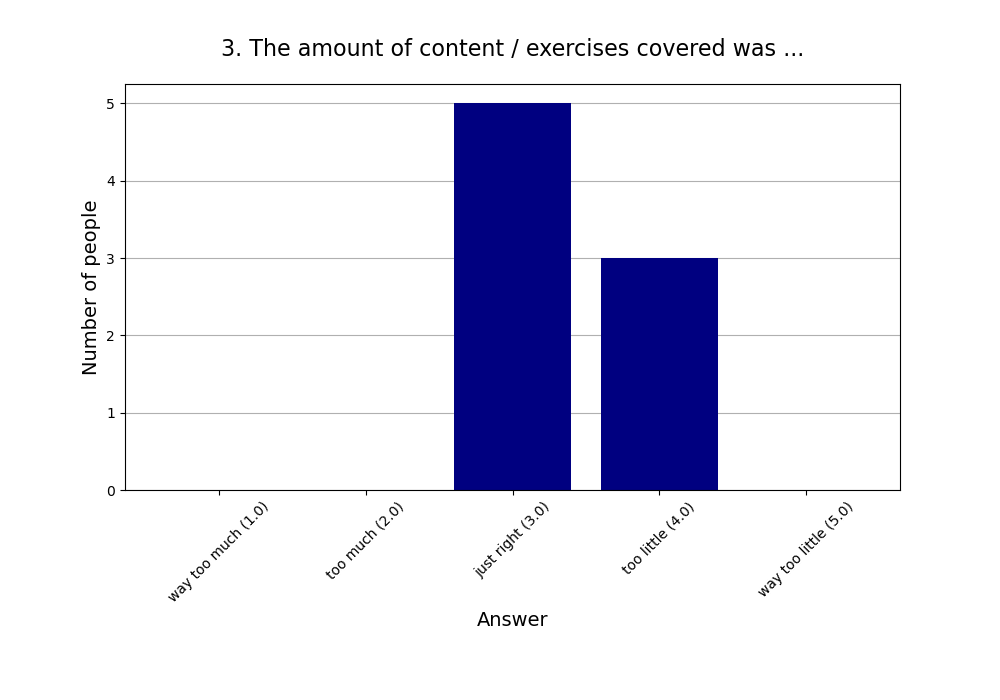 3. The amount of content / exercises covered was ...
Number of people
5
4
3
2
1
0
way too much (1.0)
too much (2.0)
just right (3.0)
too little (4.0)
way too little (5.0)
Answer